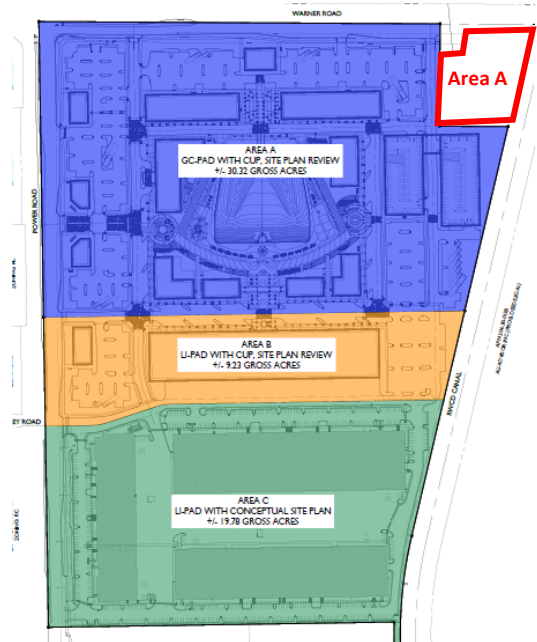 WARNER ROAD
Area A
AREA A
GC-PAD WITH CUP, SITE PLAN REVIEW
+/- 30.32 GROSS ACRES
POWER ROAD
AREA B
LI-PAD WITH CUP, SITE PLAN REVIEW
+/- 9.23 GROSS ACRES
RWCD CANAL
EY ROAD
AREA C
LI-PAD WITH CONCEPTUAL SITE PLAN
+/- 19.78 GROSS ACRES